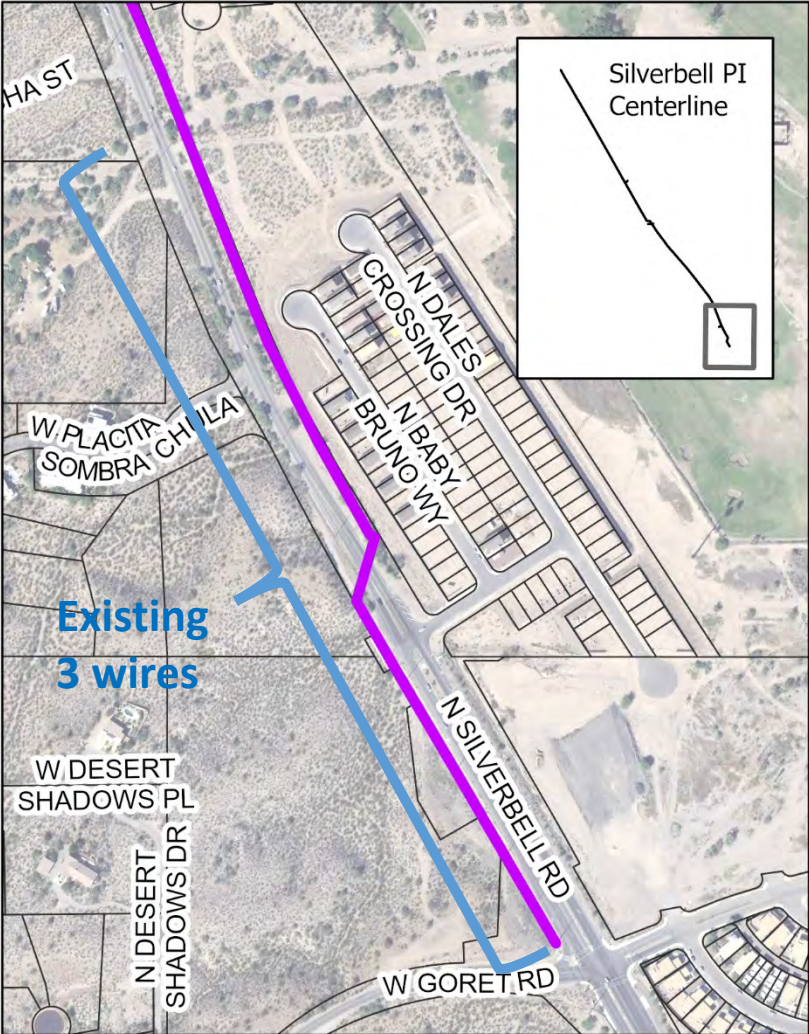 HA ST
Silverbell PI
Centerline
N DALES
CROSSING DR
N BABY
BRUNO WY
W PLACITA
SOMBRA CHULA
Existing
3 wires
W DESERT
SHADOWS PL
N SILVERBELL RD
N DESERT
SHADOWS DR
W GORET RD